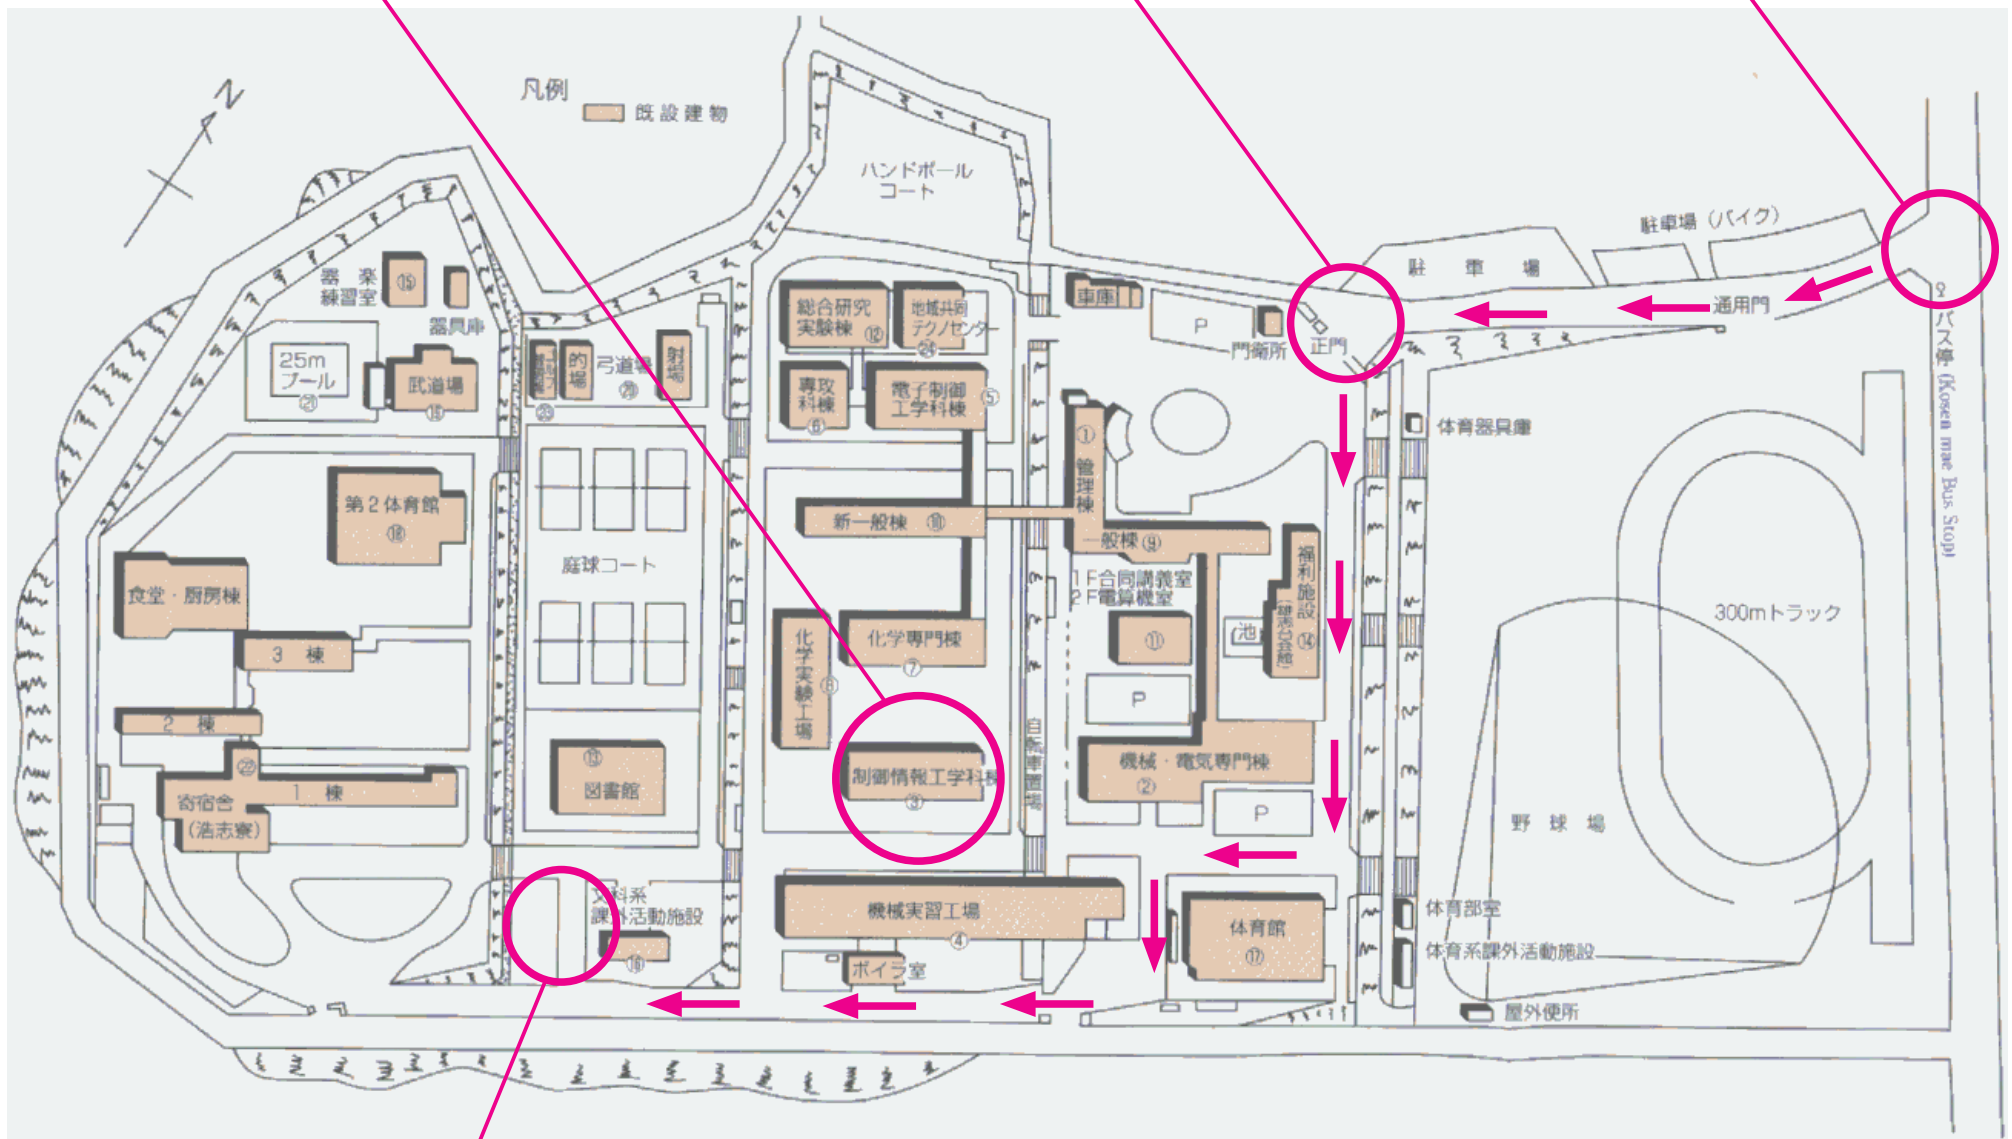 N
凡例
既設建物
ハンドボール
コート
駐車場（バイク）
駐車場
通用門
バス停 (Kosen mae Bus Stop)
器楽
練習室
⑮
器具庫
25m
プール
㉑
武道場
⑲
的場
弓道場
⑳
射場
総合研究
実験棟
⑫
地域共同
テクノセンター
㉔
車庫
P
門衛所
正門
専攻
科棟
⑥
電子制御
工学科棟
⑤
①
管理棟
体育器具庫
第2体育館
⑱
新一般棟 ⑩
一般棟⑨
福利施設
⑭
庭球コート
食堂・厨房棟
1F合同講義室
2F電算機室
⑪
池
300mトラック
3棟
化学実験工場
⑧
化学専門棟
⑦
P
2棟
㉒
1棟
寄宿舎
(浩志寮)
⑬
図書館
制御情報工学科棟
③
自転車置場
機械・電気専門棟
②
P
野球場
文科系
課外活動施設
⑯
機械実習工場
④
ボイラ室
体育館
⑰
体育部室
体育系課外活動施設
屋外便所